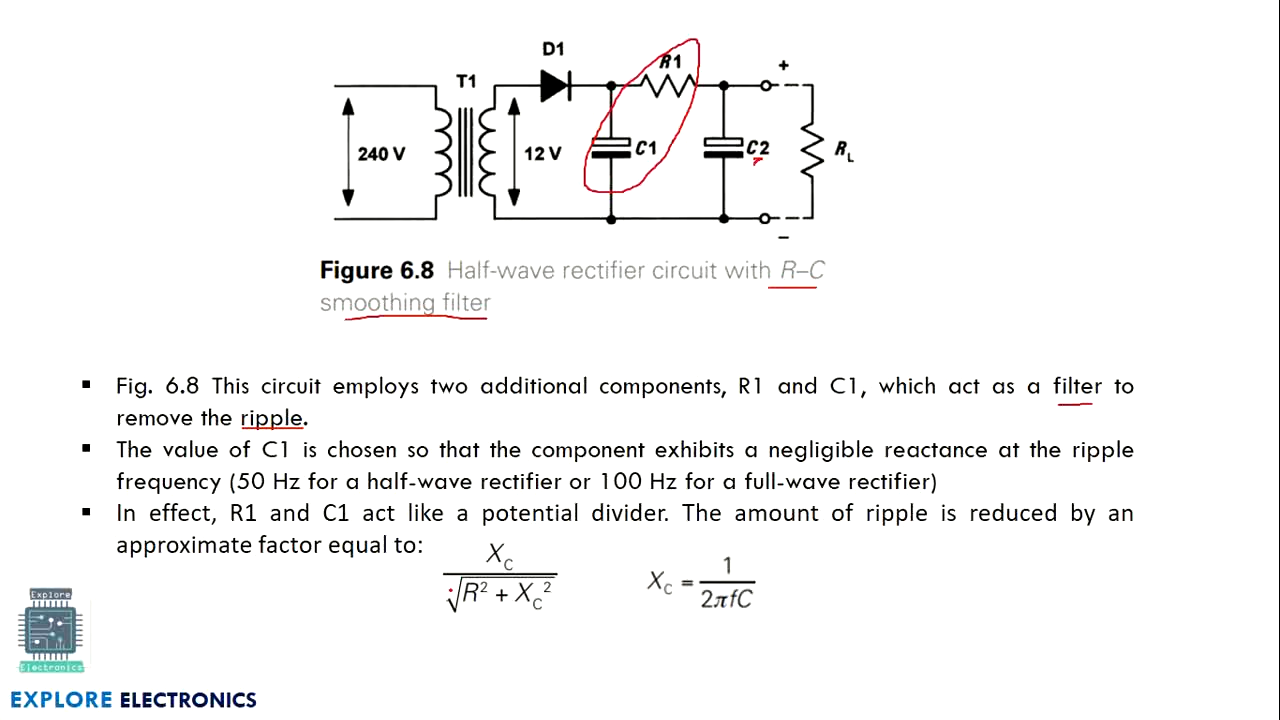 D1
R1
+
T1
240 V
12 V
C1
C2
R_L
−
Figure 6.8 Half-wave rectifier circuit with R–C
smoothing filter
▪ Fig. 6.8 This circuit employs two additional components, R1 and C1, which act as a filter to
remove the ripple.
▪ The value of C1 is chosen so that the component exhibits a negligible reactance at the ripple
frequency (50 Hz for a half-wave rectifier or 100 Hz for a full-wave rectifier)
▪ In effect, R1 and C1 act like a potential divider. The amount of ripple is reduced by an
approximate factor equal to:
X_C / √(R² + X_C²)
X_C = 1 / 2πfC
Explore
Electronics
EXPLORE ELECTRONICS